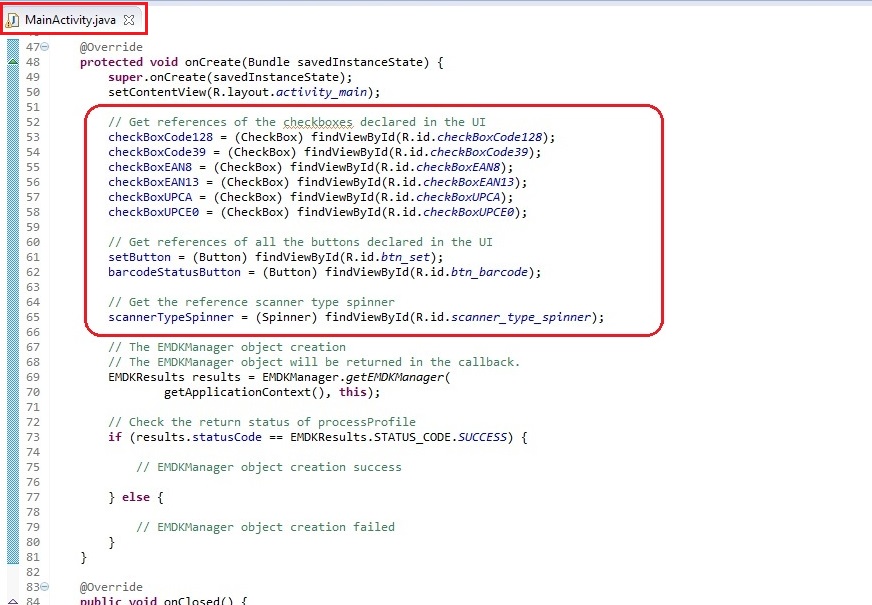 MainActivity.java
47 @Override
48 protected void onCreate(Bundle savedInstanceState) {
49 super.onCreate(savedInstanceState);
50 setContentView(R.layout.activity_main);
51
52 // Get references of the checkboxes declared in the UI
53 checkBoxCode128 = (CheckBox) findViewById(R.id.checkBoxCode128);
54 checkBoxCode39 = (CheckBox) findViewById(R.id.checkBoxCode39);
55 checkBoxEAN8 = (CheckBox) findViewById(R.id.checkBoxEAN8);
56 checkBoxEAN13 = (CheckBox) findViewById(R.id.checkBoxEAN13);
57 checkBoxUPCA = (CheckBox) findViewById(R.id.checkBoxUPCA);
58 checkBoxUPCE0 = (CheckBox) findViewById(R.id.checkBoxUPCE0);
59
60 // Get references of all the buttons declared in the UI
61 setButton = (Button) findViewById(R.id.btn_set);
62 barcodeStatusButton = (Button) findViewById(R.id.btn_barcode);
63
64 // Get the reference scanner type spinner
65 scannerTypeSpinner = (Spinner) findViewById(R.id.scanner_type_spinner);
66
67 // The EMDKManager object creation
68 // The EMDKManager object will be returned in the callback.
69 EMDKResults results = EMDKManager.getEMDKManager(
70 getApplicationContext(), this);
71
72 // Check the return status of processProfile
73 if (results.statusCode == EMDKResults.STATUS_CODE.SUCCESS) {
74
75 // EMDKManager object creation success
76
77 } else {
78
79 // EMDKManager object creation failed
80 }
81 }
82
83 @Override
84 public void onClosed() {